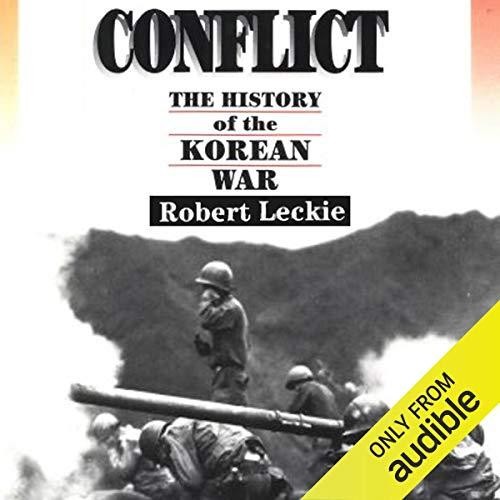 CONFLICT
THE HISTORY
of the
KOREAN
WAR
Robert Leckie
ONLY FROM
audible